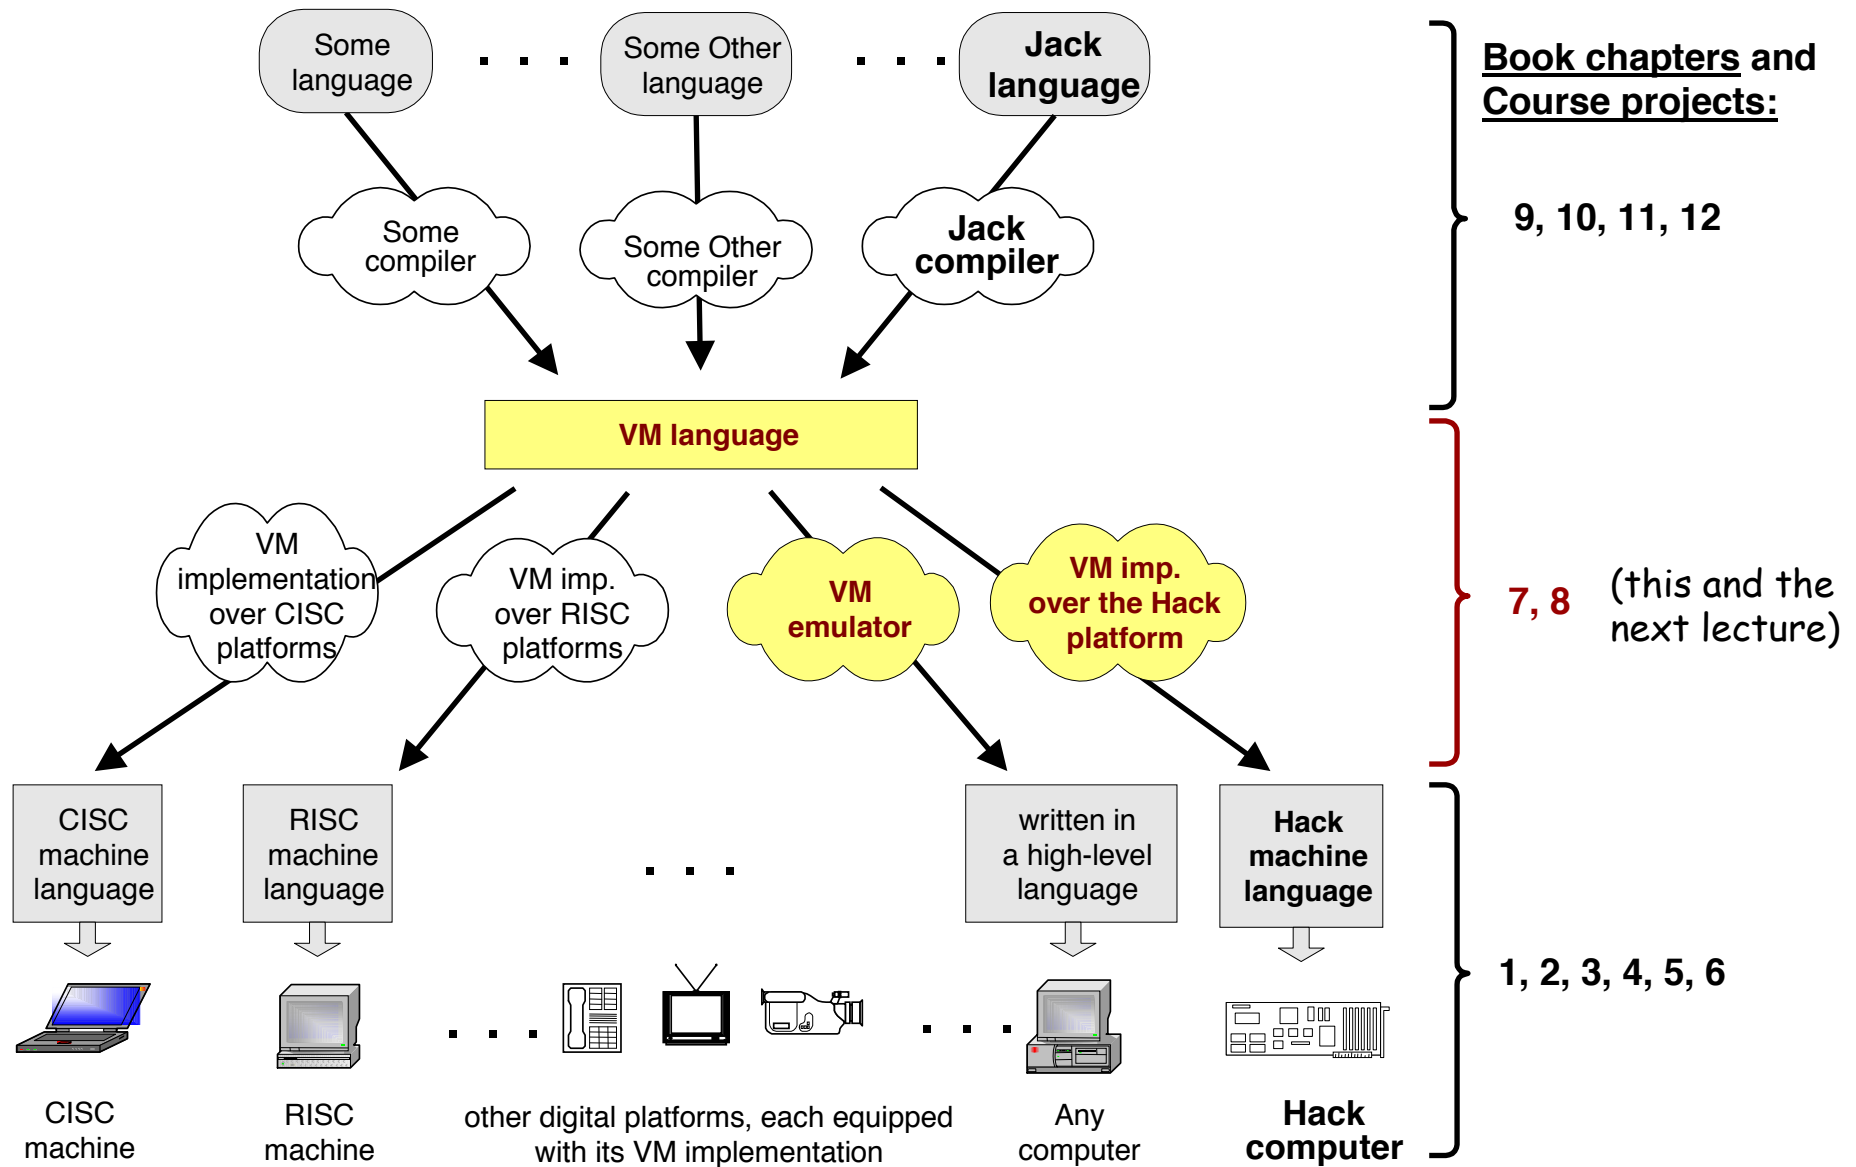 Some
language
Some Other
language
Jack
language
Book chapters and
Course projects:
Some
compiler
Some Other
compiler
Jack
compiler
9, 10, 11, 12
VM language
VM
implementation
over CISC
platforms
VM imp.
over RISC
platforms
VM
emulator
VM imp.
over the Hack
platform
7, 8
(this and the
next lecture)
CISC
machine
language
RISC
machine
language
. . .
written in
a high-level
language
Hack
machine
language
1, 2, 3, 4, 5, 6
CISC
machine
RISC
machine
other digital platforms, each equipped
with its VM implementation
Any
computer
Hack
computer